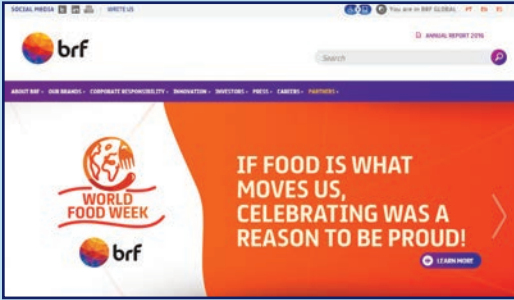 SOCIAL MEDIA WRITE US You are in BRF GLOBAL PT EN ES
brf
ANNUAL REPORT 2016
Search
ABOUT BRF OUR BRANDS CORPORATE RESPONSIBILITY INNOVATION INVESTORS PRESS CAREERS PARTNERS
WORLD
FOOD WEEK
brf
IF FOOD IS WHAT
MOVES US,
CELEBRATING WAS A
REASON TO BE PROUD!
LEARN MORE